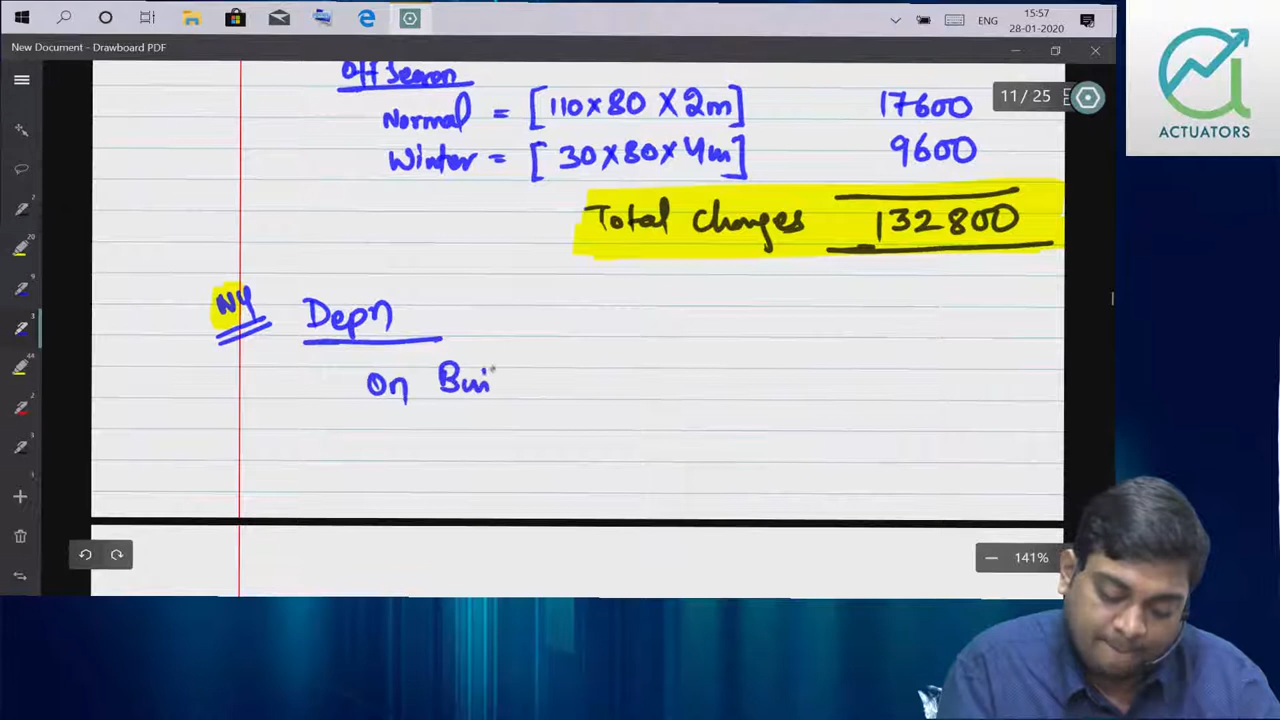 15:57
ENG
28-01-2020
New Document - Drawboard PDF
Off Season
11 / 25
Normal = [110 × 80 × 2m] 17600
Winter = [30 × 80 × 4m] 9600
Total Charges 132800
Depn
On Bui
141%
ACTUATORS